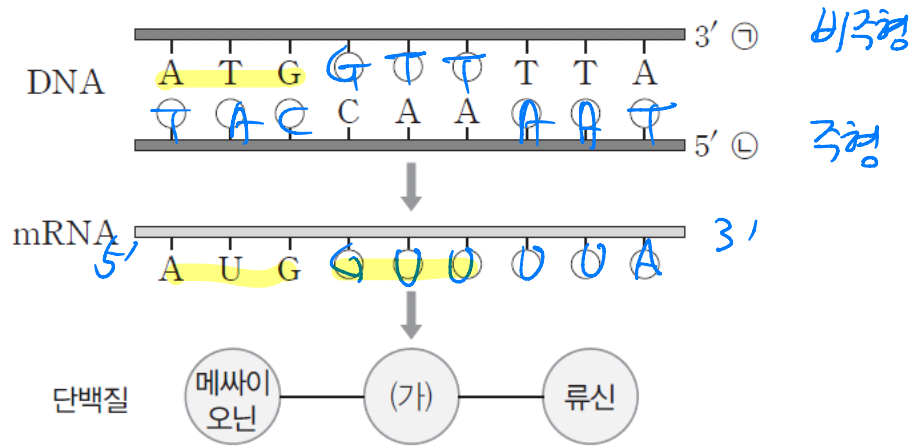 3′ ㉠ 비주형
DNA A T G G T T T T A
T A C C A A A A T
5′ ㉡ 주형
mRNA 3'
5' A U G G U U U U A
단백질 메싸이오닌 (가) 류신